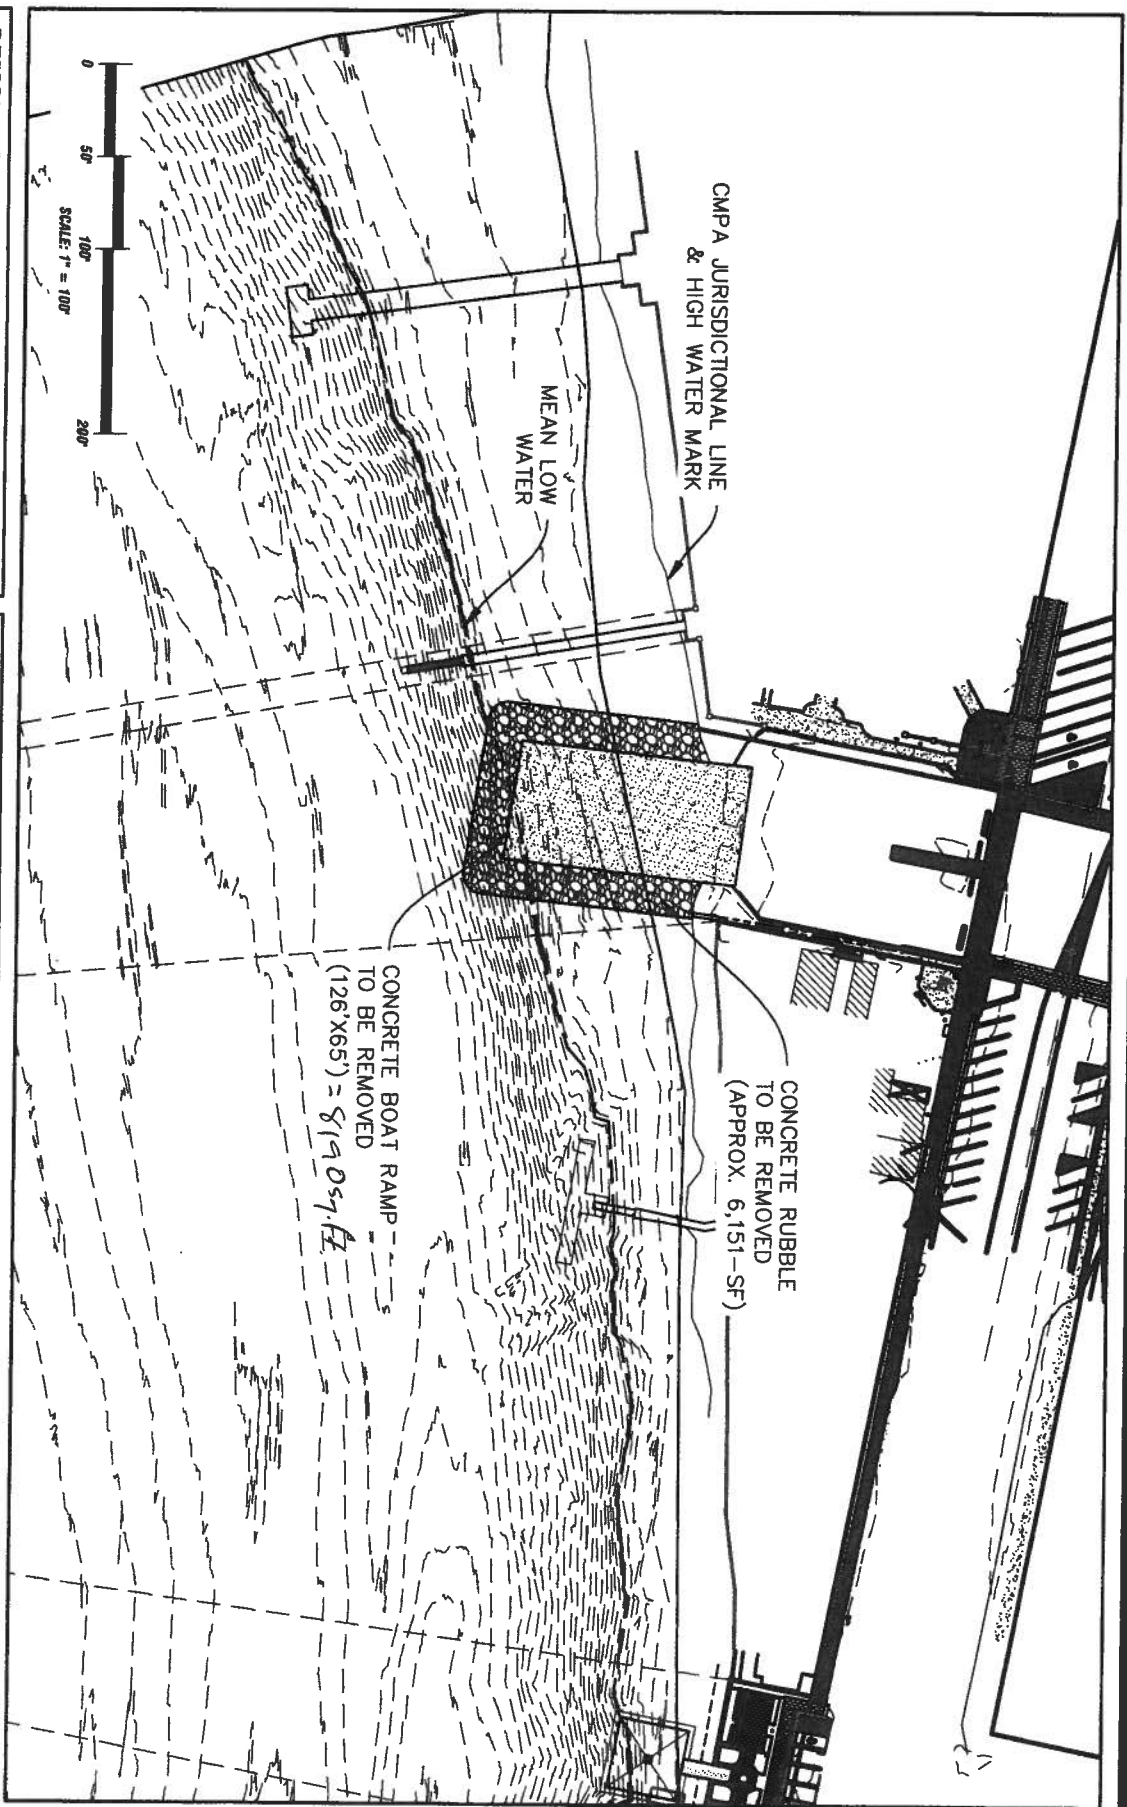 CMPA JURISDICTIONAL LINE
& HIGH WATER MARK
MEAN LOW
WATER
CONCRETE RUBBLE
TO BE REMOVED
(APPROX. 6,151-SF)
CONCRETE BOAT RAMP
TO BE REMOVED
(126'X65') = 8190 sq.ft
0
50'
100'
200'
SCALE: 1" = 100'